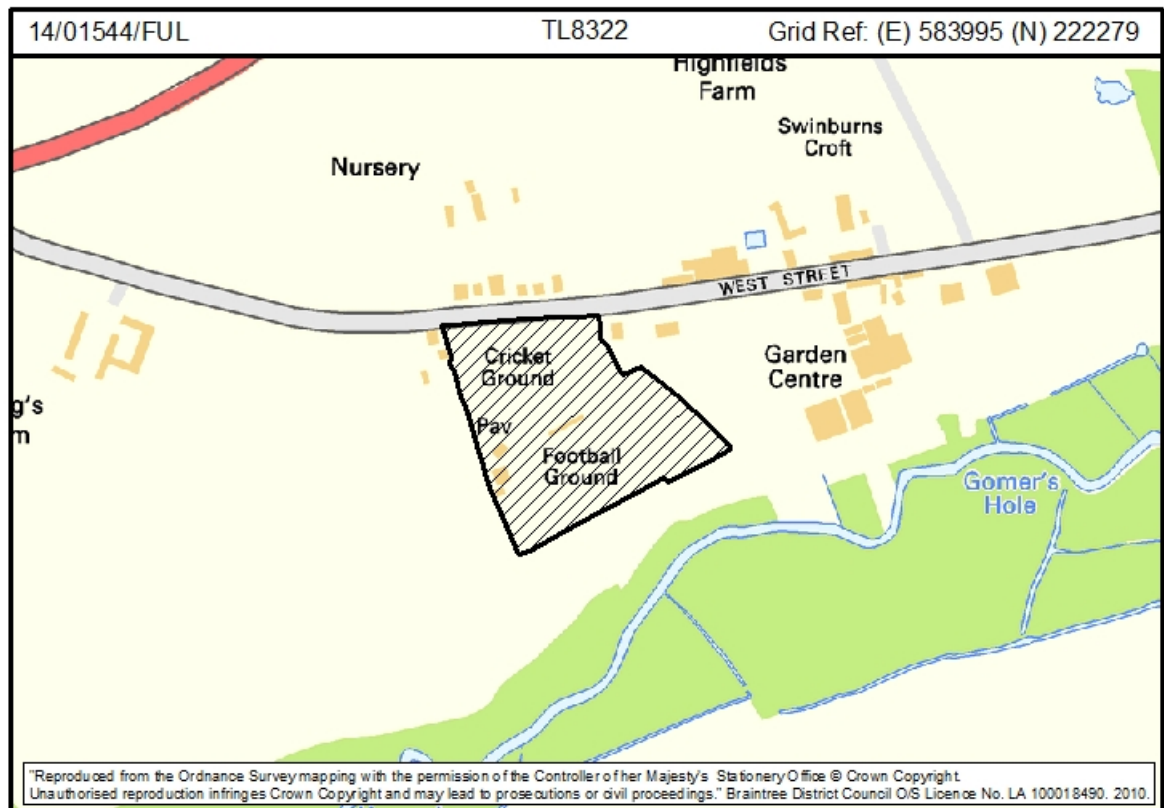 14/01544/FUL TL8322 Grid Ref: (E) 583995 (N) 222279
Highfields
Farm
Swinburns
Croft
Nursery
WEST STREET
Cricket
Ground
Garden
Centre
g's
m
Pav
Football
Ground
Gomer's
Hole
"Reproduced from the Ordnance Survey mapping with the permission of the Controller of her Majesty's Stationery Office © Crown Copyright.
Unauthorised reproduction infringes Crown Copyright and may lead to prosecutions or civil proceedings." Braintree District Council O/S Licence No. LA 100018490. 2010.